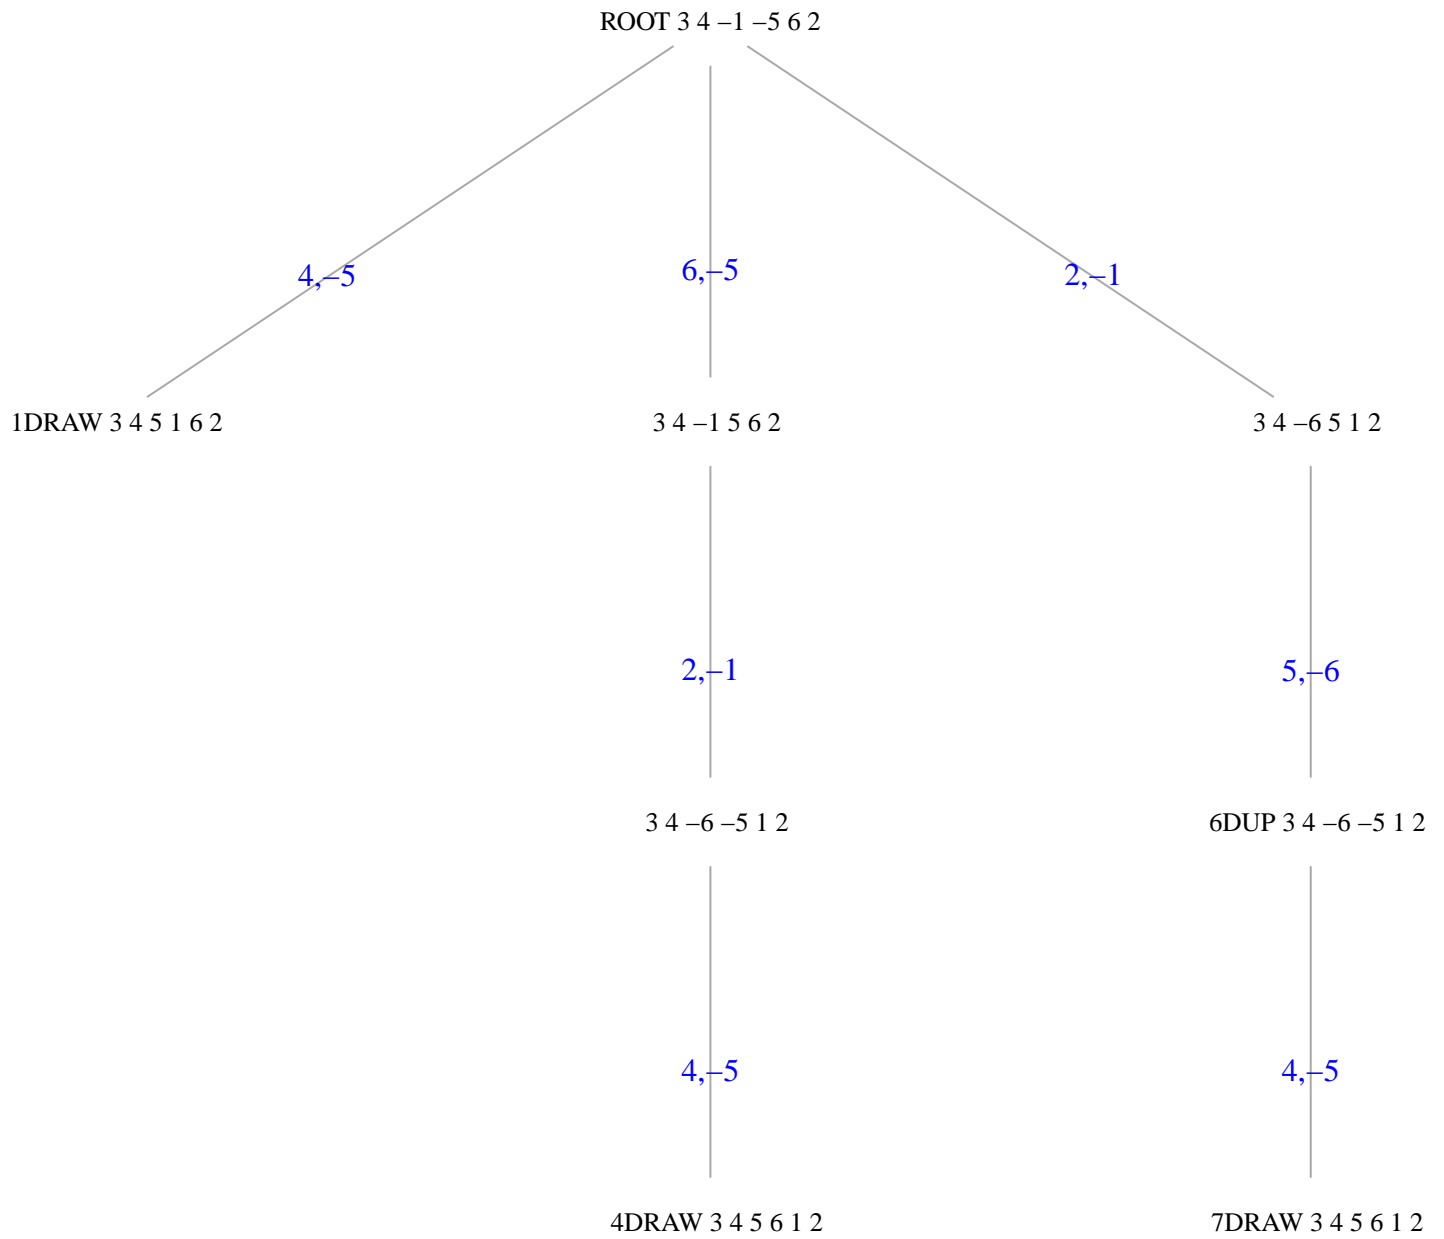 ROOT 3 4 –1 –5 6 2
4,–5
6,–5
2,–1
1DRAW 3 4 5 1 6 2
3 4 –1 5 6 2
3 4 –6 5 1 2
2,–1
5,–6
3 4 –6 –5 1 2
6DUP 3 4 –6 –5 1 2
4,–5
4,–5
4DRAW 3 4 5 6 1 2
7DRAW 3 4 5 6 1 2